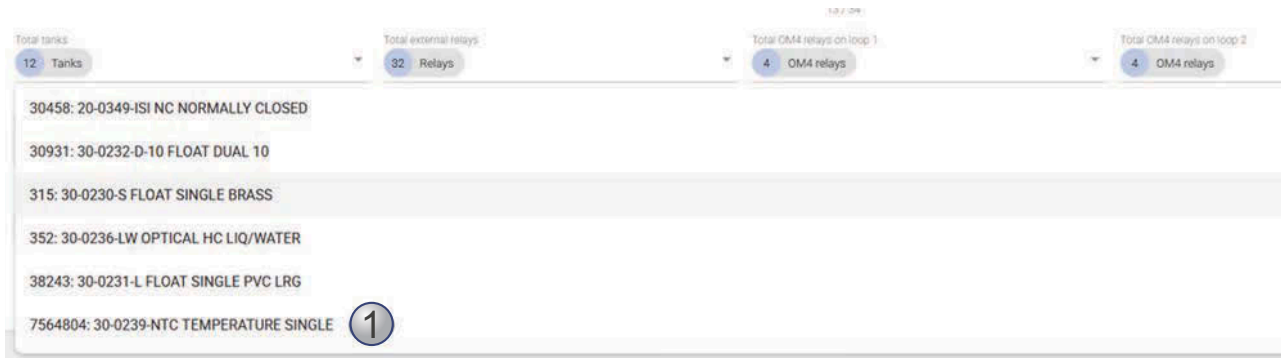 13 / 34
Total tanks
Total external relays
Total OM4 relays on loop 1
Total OM4 relays on loop 2
12 Tanks
32 Relays
4 OM4 relays
4 OM4 relays
30458: 20-0349-ISI NC NORMALLY CLOSED
30931: 30-0232-D-10 FLOAT DUAL 10
315: 30-0230-S FLOAT SINGLE BRASS
352: 30-0236-LW OPTICAL HC LIQ/WATER
38243: 30-0231-L FLOAT SINGLE PVC LRG
7564804: 30-0239-NTC TEMPERATURE SINGLE 1